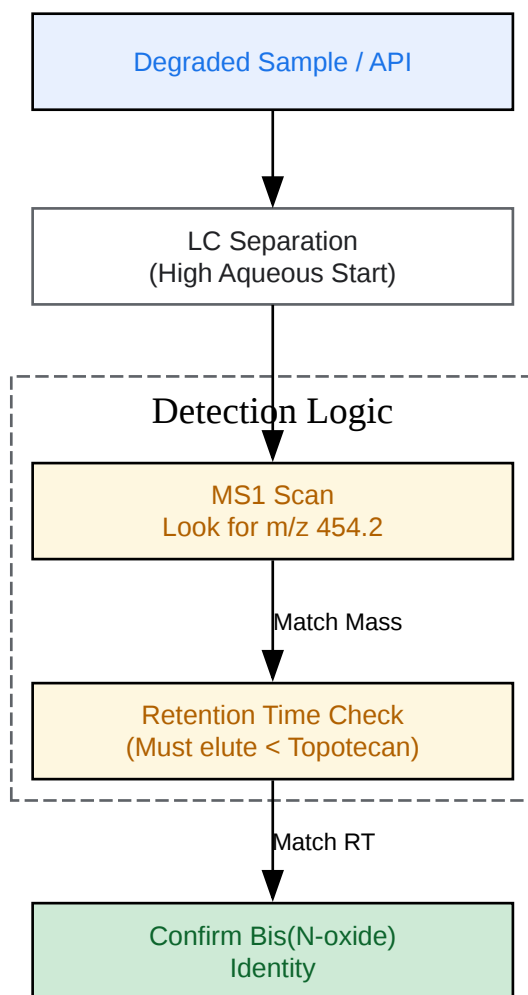 Degraded Sample / API
LC Separation
(High Aqueous Start)
Detection Logic
MS1 Scan
Look for m/z 454.2
Match Mass
Retention Time Check
(Must elute < Topotecan)
Match RT
Confirm Bis(N-oxide)
Identity